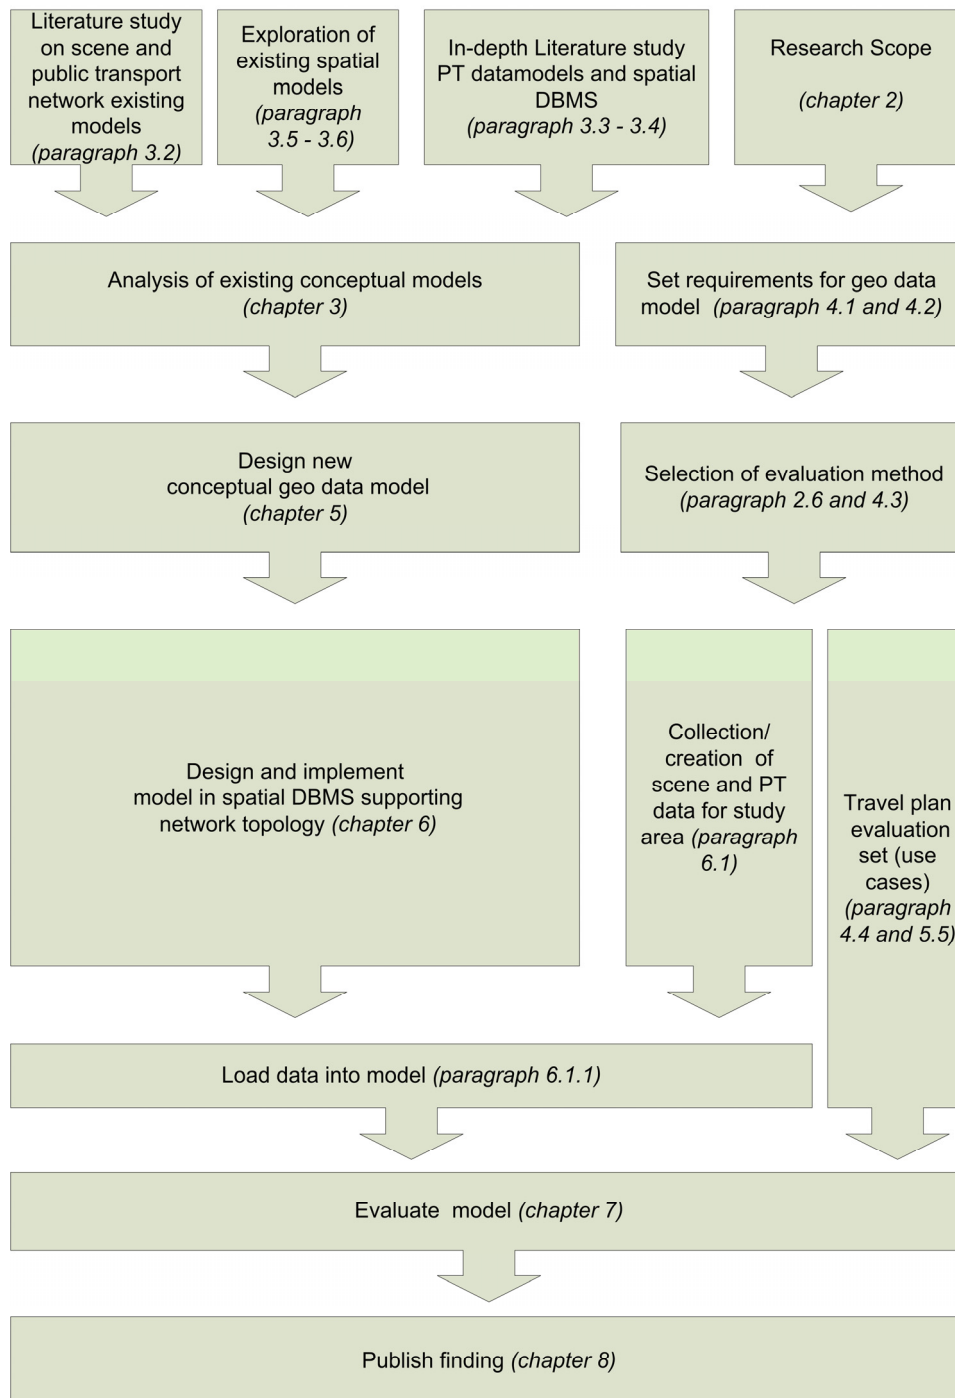 Literature study
on scene and
public transport
network existing
models
(paragraph 3.2)
Exploration of
existing spatial
models
(paragraph
3.5 - 3.6)
In-depth Literature study
PT datamodels and spatial
DBMS
(paragraph 3.3 - 3.4)
Research Scope
(chapter 2)
Analysis of existing conceptual models
(chapter 3)
Set requirements for geo data
model (paragraph 4.1 and 4.2)
Design new
conceptual geo data model
(chapter 5)
Selection of evaluation method
(paragraph 2.6 and 4.3)
Design and implement
model in spatial DBMS supporting
network topology (chapter 6)
Collection/
creation of
scene and PT
data for study
area (paragraph
6.1)
Travel plan
evaluation
set (use
cases)
(paragraph
4.4 and 5.5)
Load data into model (paragraph 6.1.1)
Evaluate model (chapter 7)
Publish finding (chapter 8)